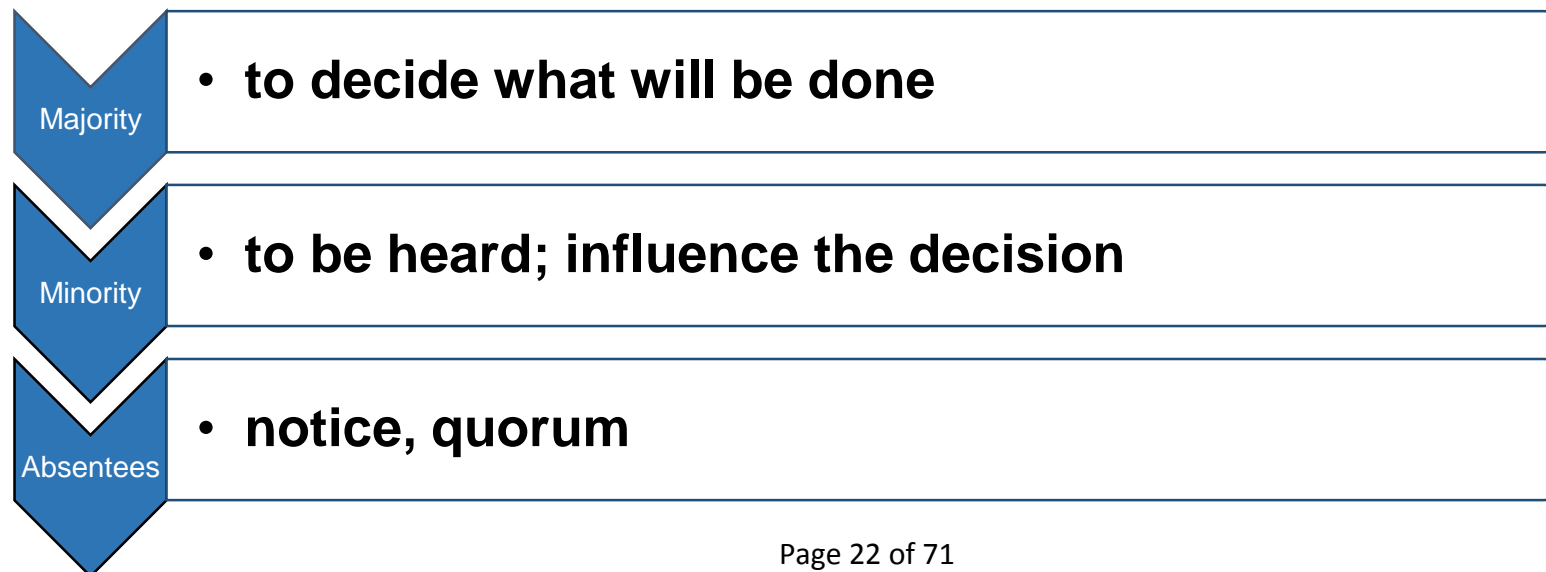 Majority
• to decide what will be done
Minority
• to be heard; influence the decision
Absentees
• notice, quorum
Page 22 of 71